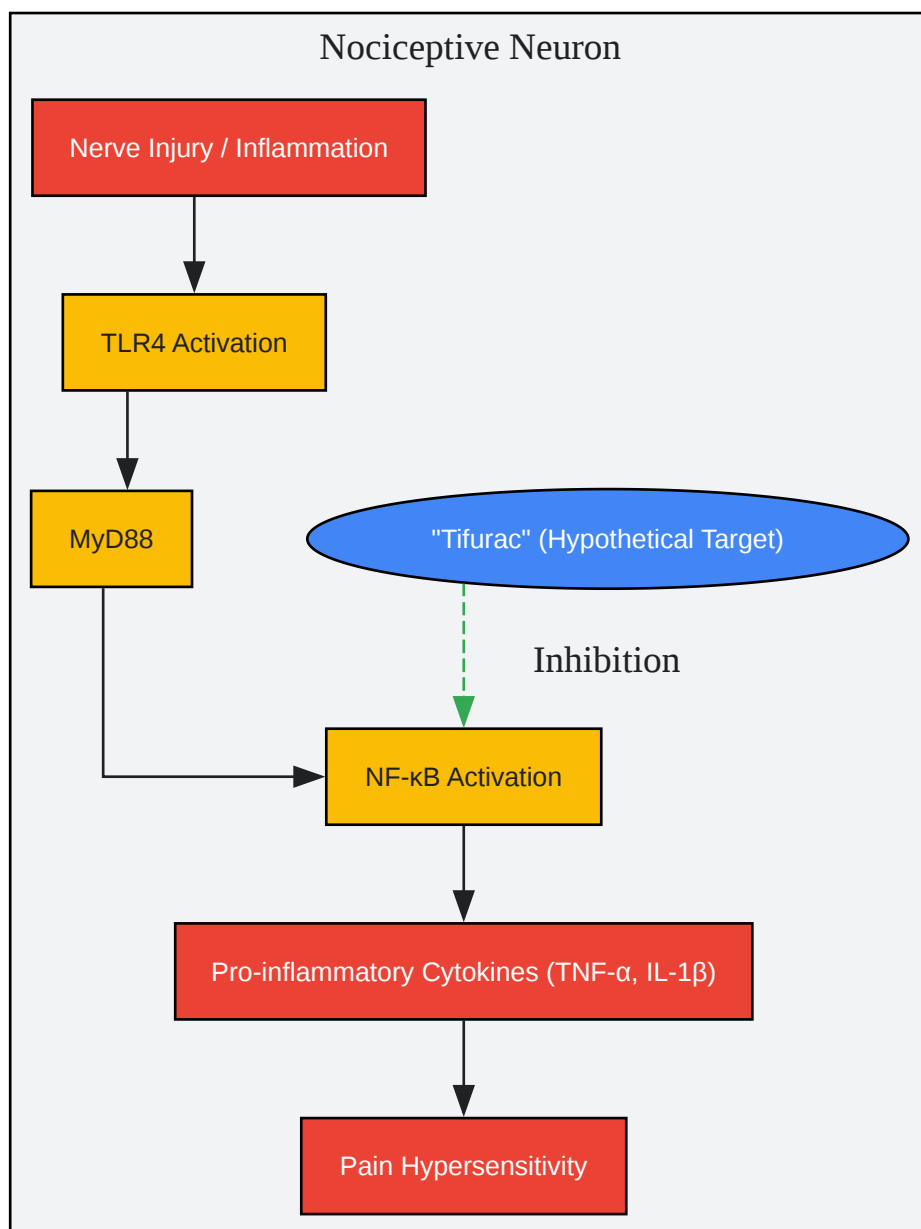 Nociceptive Neuron
Nerve Injury / Inflammation
TLR4 Activation
MyD88
"Tifurac" (Hypothetical Target)
Inhibition
NF-κB Activation
Pro-inflammatory Cytokines (TNF-α, IL-1β)
Pain Hypersensitivity